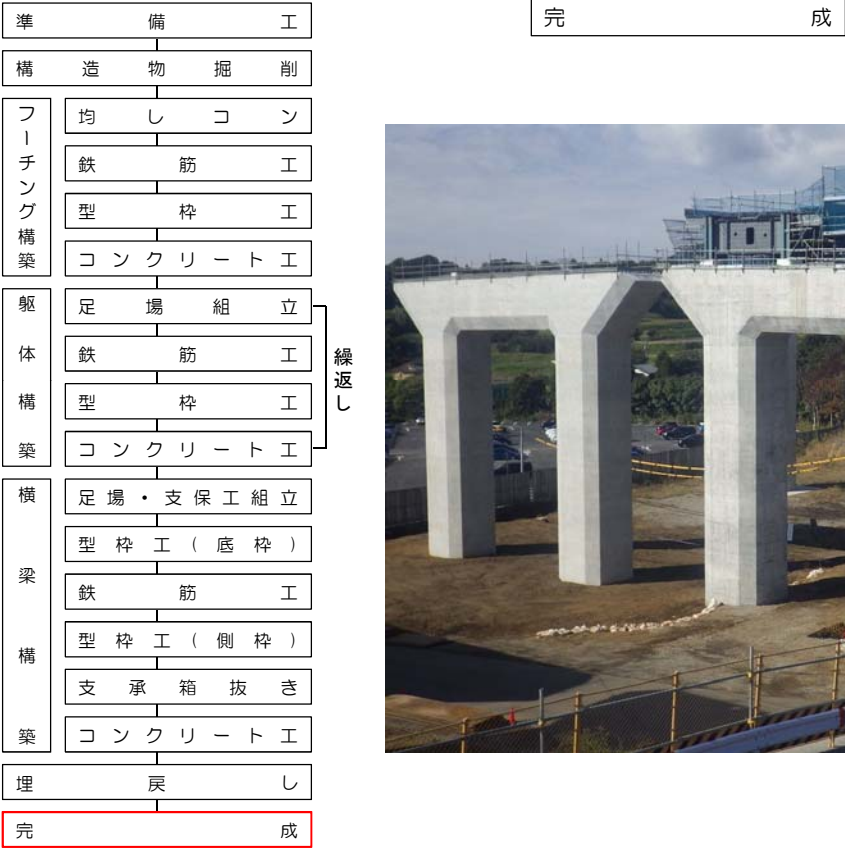 準備工
構造物掘削
フーチング構築
均しコン
鉄筋工
型枠工
コンクリート工
躯体構築
足場組立
鉄筋工
型枠工
コンクリート工
繰返し
横梁構築
足場・支保工組立
型枠工(底枠)
鉄筋工
型枠工(側枠)
支承箱抜き
コンクリート工
埋戻し
完成
完成